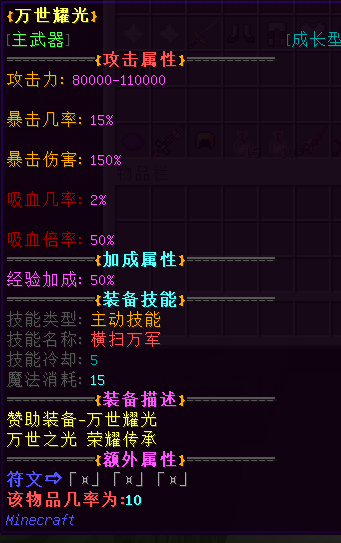 {万世耀光}
[主武器] [成长型
{攻击属性}
攻击力: 80000-110000
暴击几率: 15%
暴击伤害: 150%
吸血几率: 2%
物品栏
吸血倍率: 50%
{加成属性}
经验加成: 50%
{装备技能}
技能类型: 主动技能
技能名称: 横扫万军
技能冷却: 5
魔法消耗: 15
{装备描述}
赞助装备-万世耀光
万世之光 荣耀传承
{额外属性}
符文➩「¤」「¤」「¤」
该物品几率为:10
Minecraft